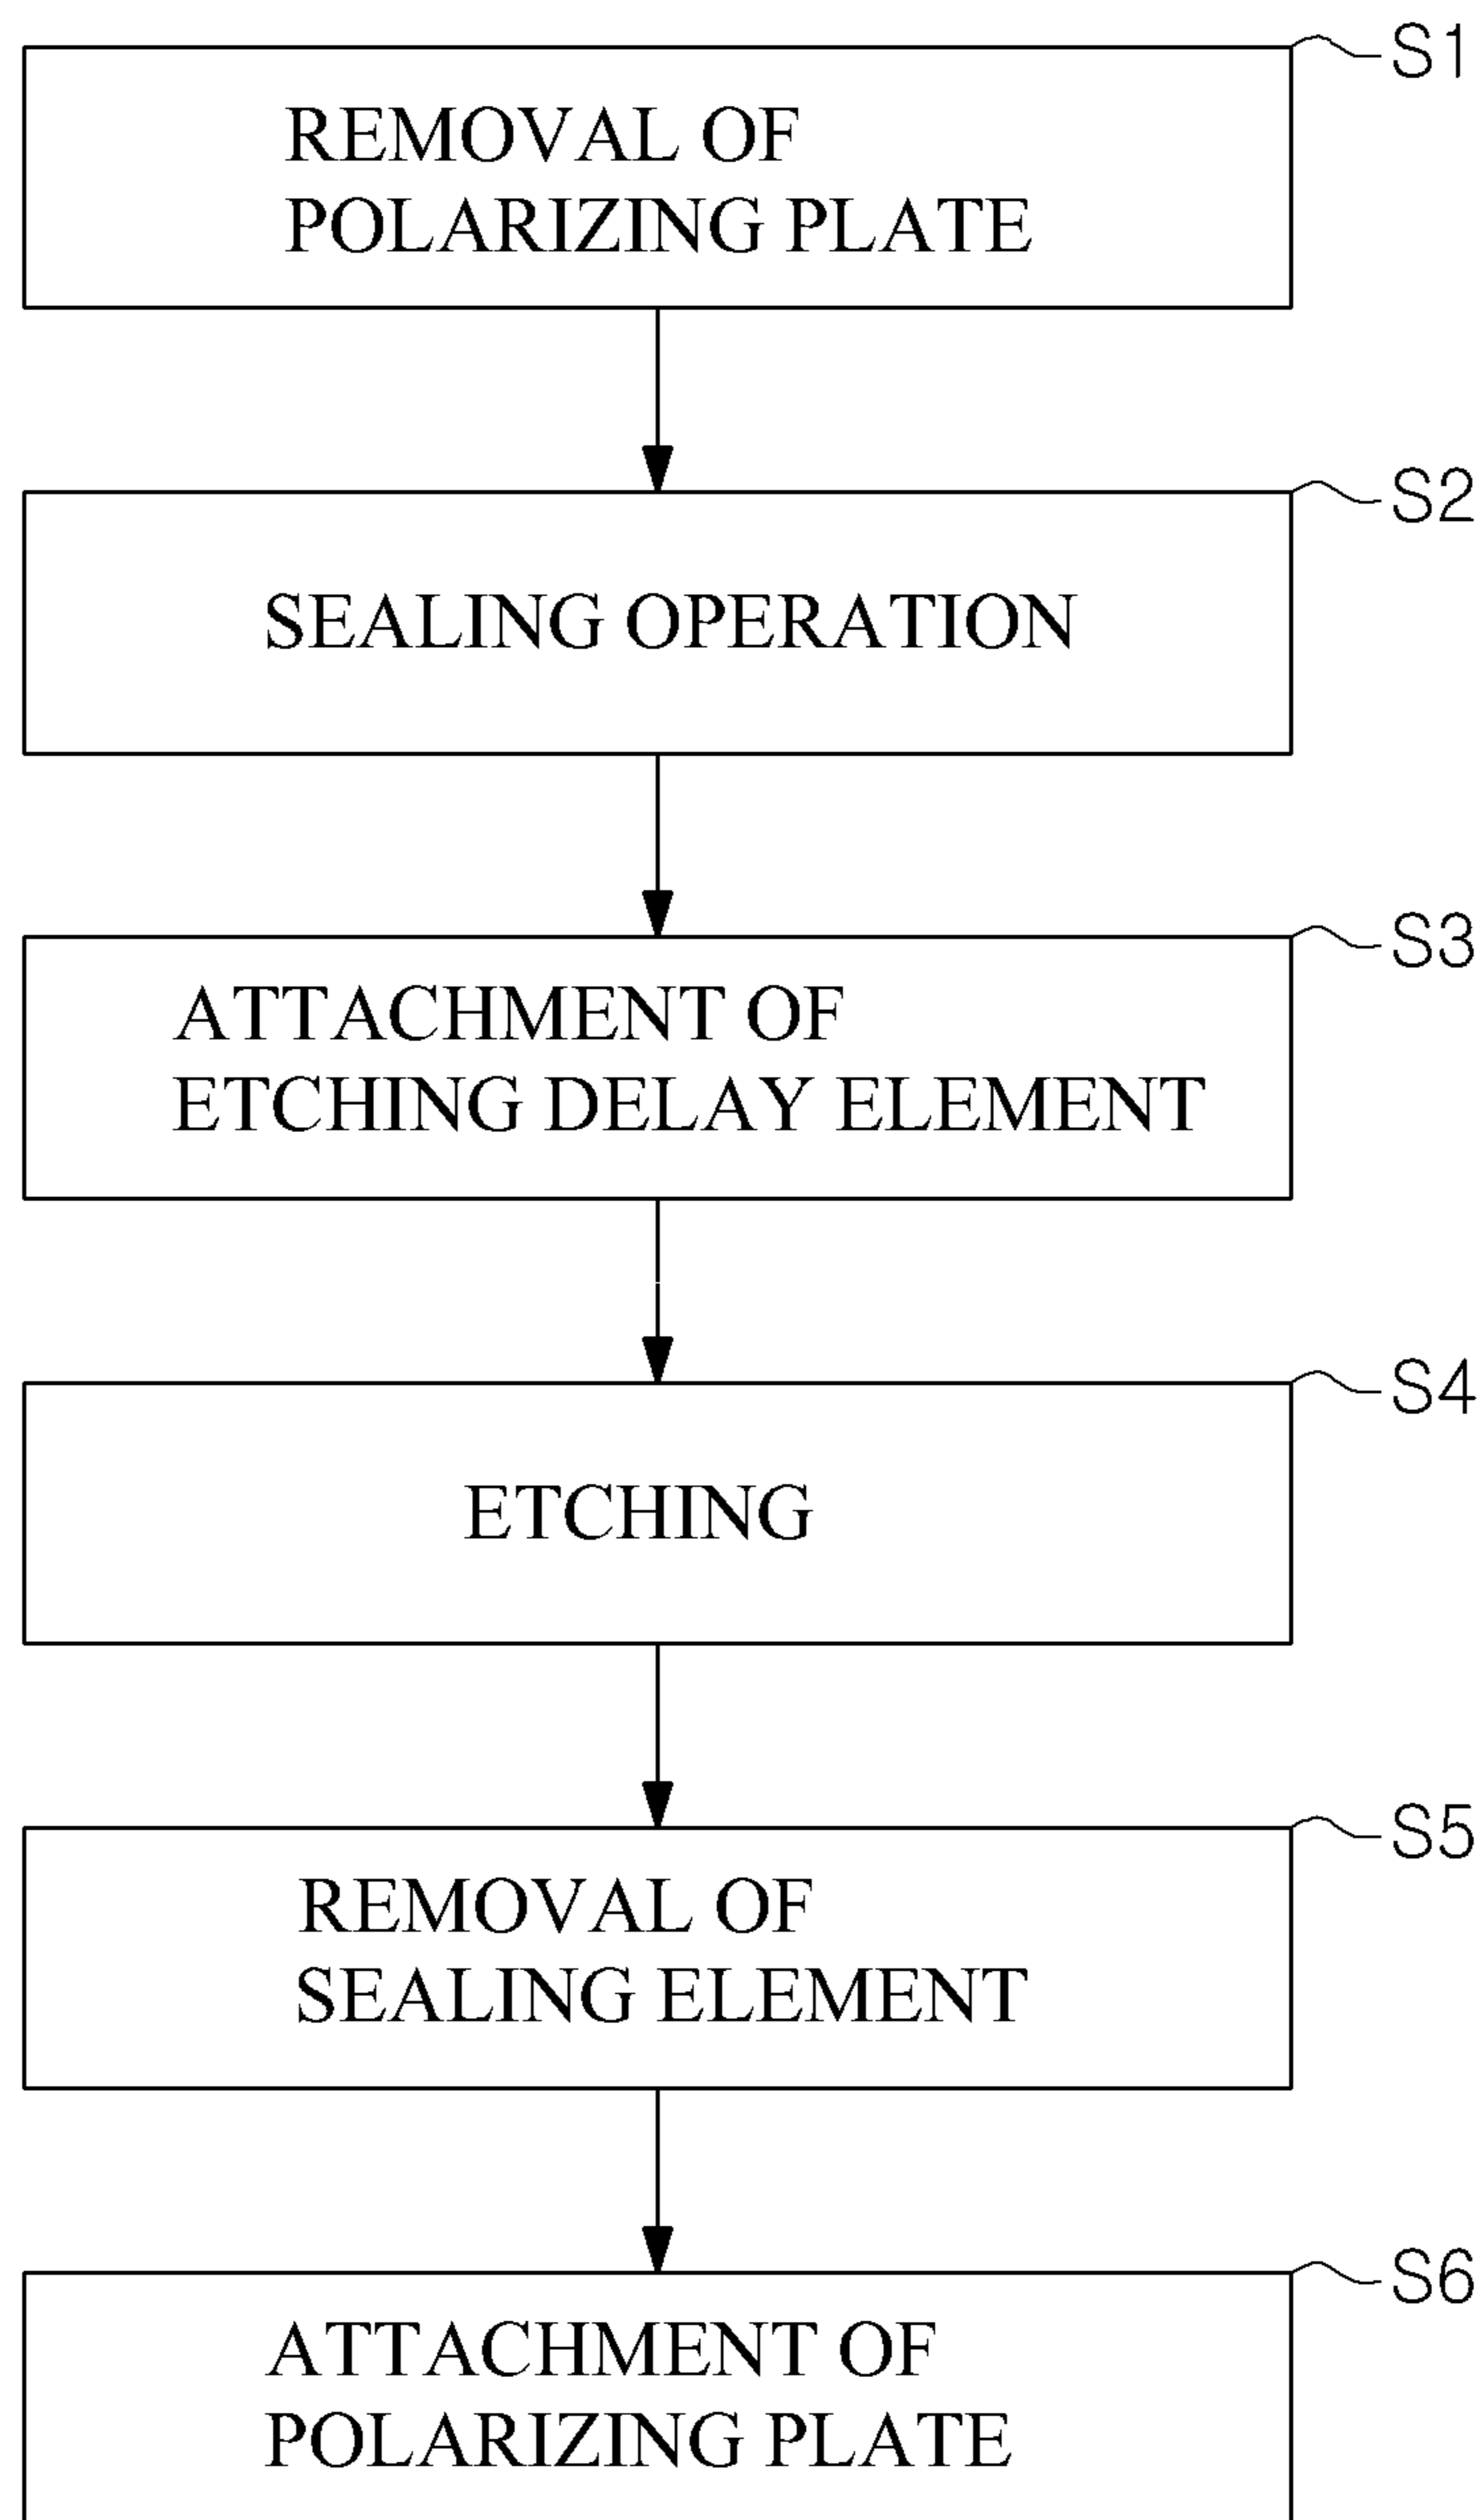 S1
REMOVAL OF
POLARIZING PLATE
S2
SEALING OPERATION
S3
ATTACHMENT OF
ETCHING DELAY ELEMENT
S4
ETCHING
S5
REMOVAL OF
SEALING ELEMENT
S6
ATTACHMENT OF
POLARIZING PLATE